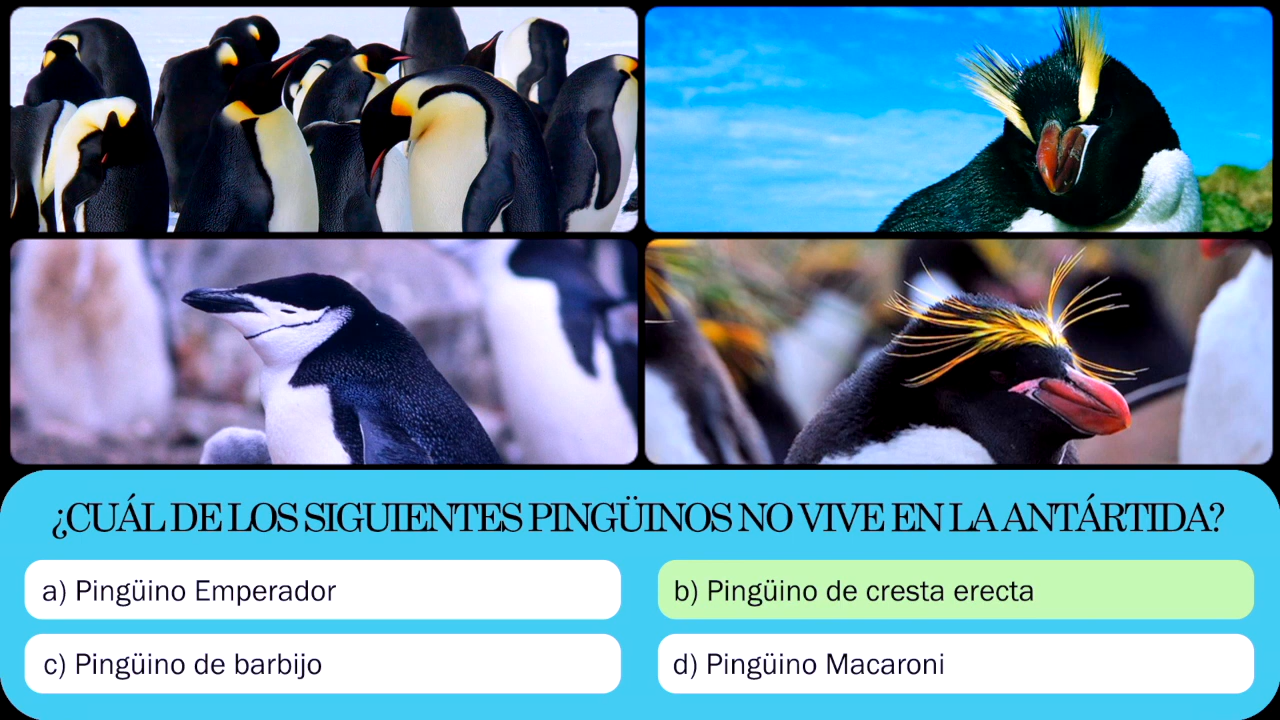 ¿CUÁL DE LOS SIGUIENTES PINGÜINOS NO VIVE EN LA ANTÁRTIDA?
a) Pingüino Emperador
b) Pingüino de cresta erecta
c) Pingüino de barbijo
d) Pingüino Macaroni